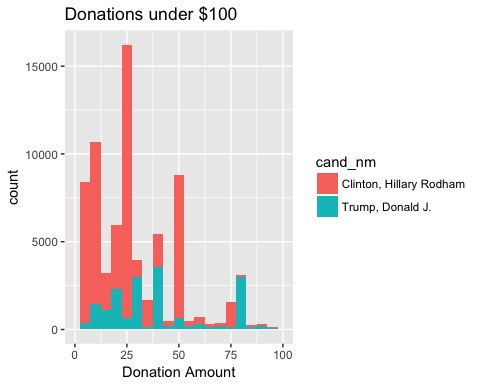 Donations under $100
count
15000
10000
5000
0
0
25
50
75
100
Donation Amount
cand_nm
Clinton, Hillary Rodham
Trump, Donald J.